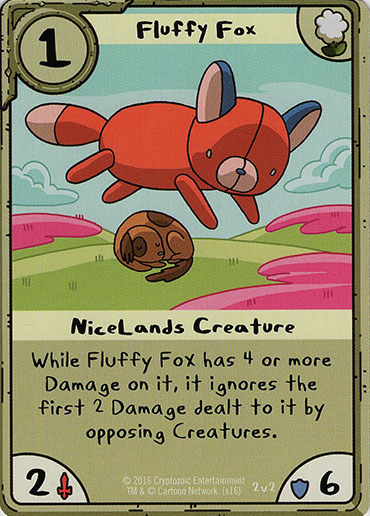 1
Fluffy Fox
NiceLands Creature
While Fluffy Fox has 4 or more
Damage on it, it ignores the
first 2 Damage dealt to it by
opposing Creatures.
2
© 2016 Cryptozoic Entertainment
TM & © Cartoon Network. (s16)
2v2
6